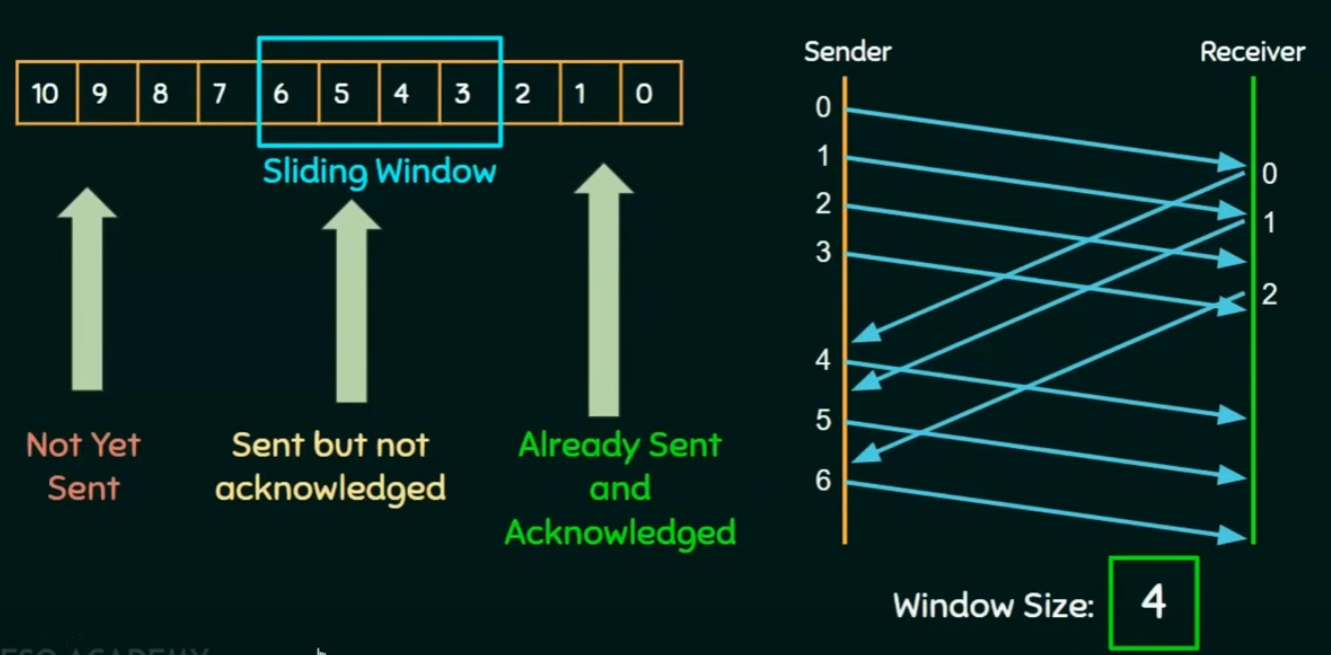 10 9 8 7 6 5 4 3 2 1 0
Sliding Window
Not Yet
Sent
Sent but not
acknowledged
Already Sent
and
Acknowledged
Sender
Receiver
0
1
2
3
4
5
6
0
1
2
Window Size: 4
ACADEMY